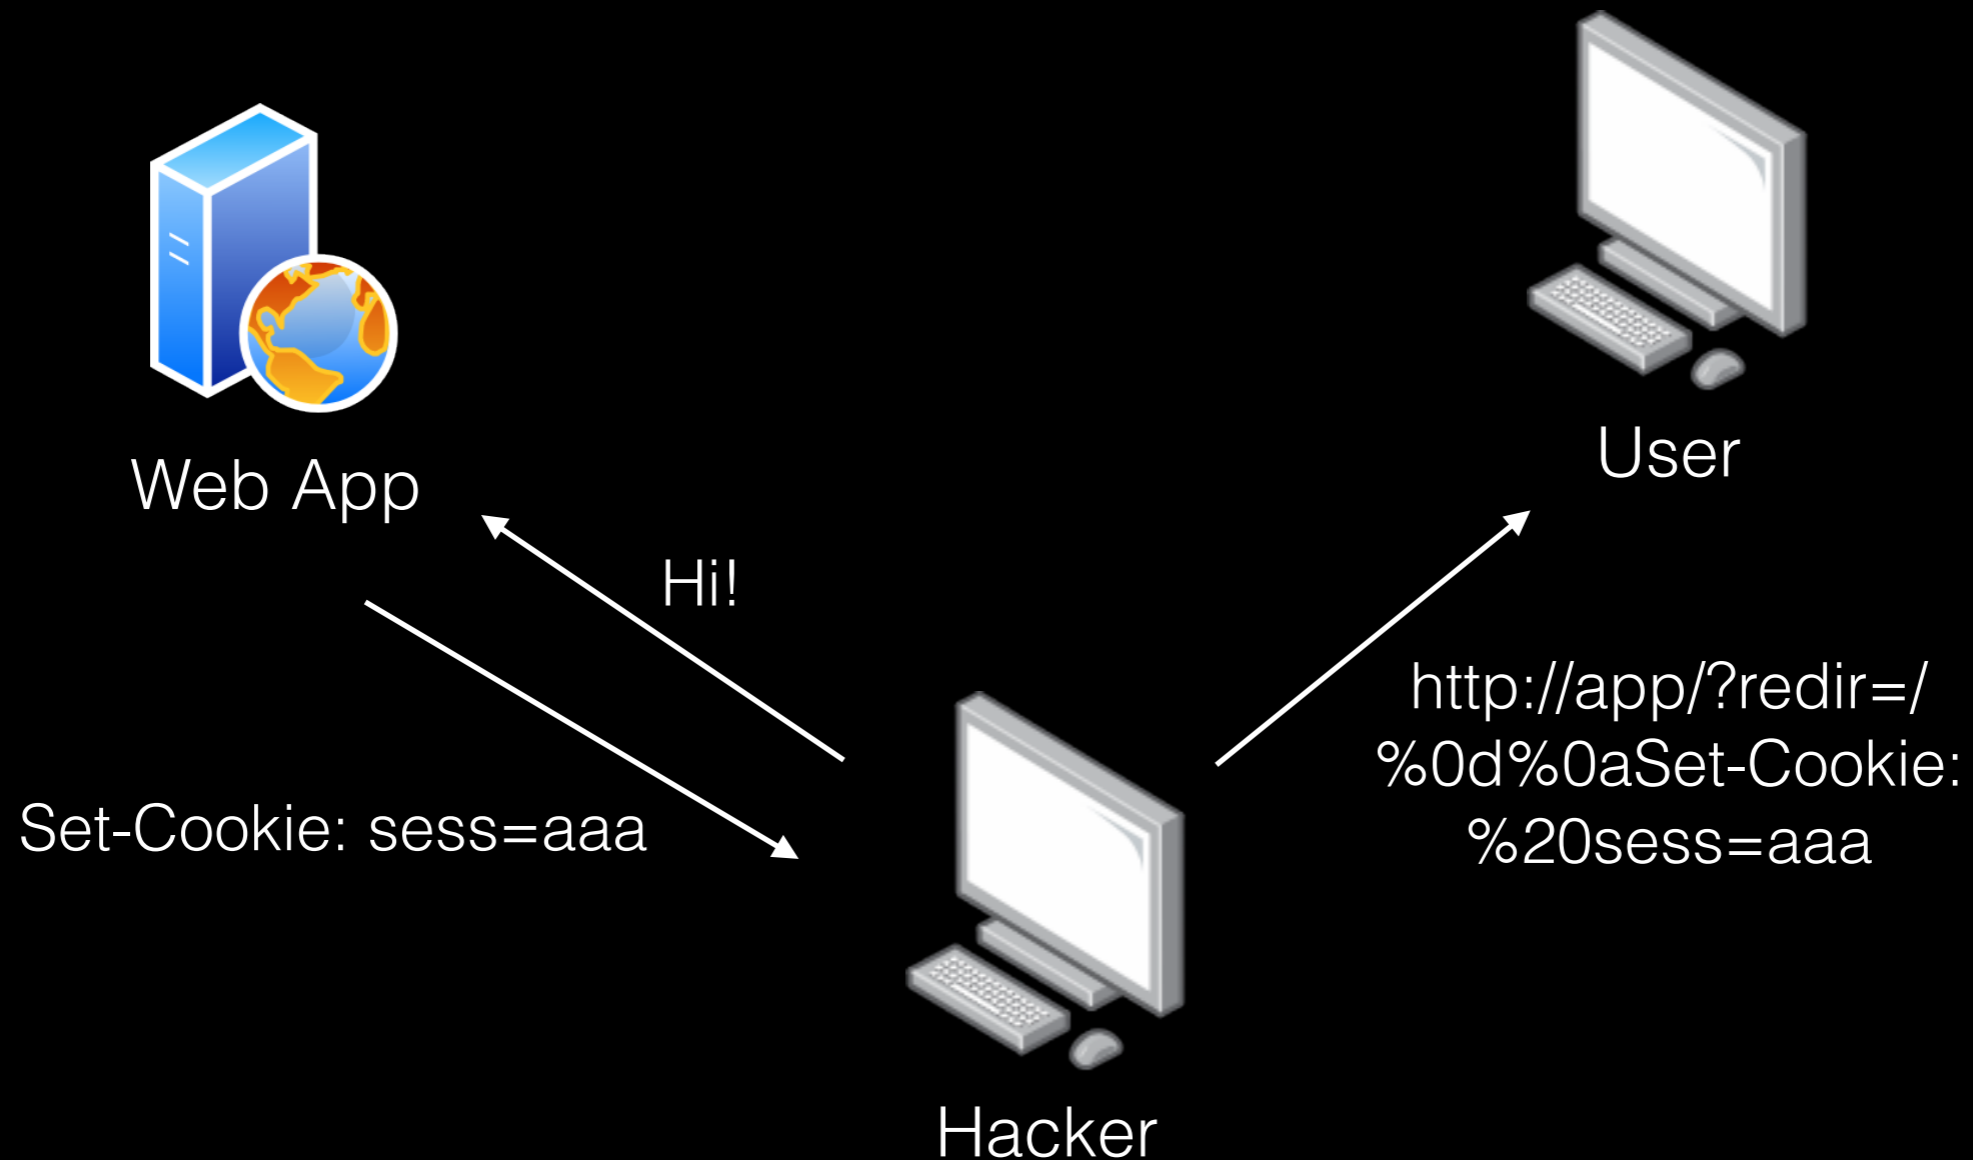 Web App
User
Hi!
http://app/?redir=/
%0d%0aSet-Cookie:
%20sess=aaa
Set-Cookie: sess=aaa
Hacker